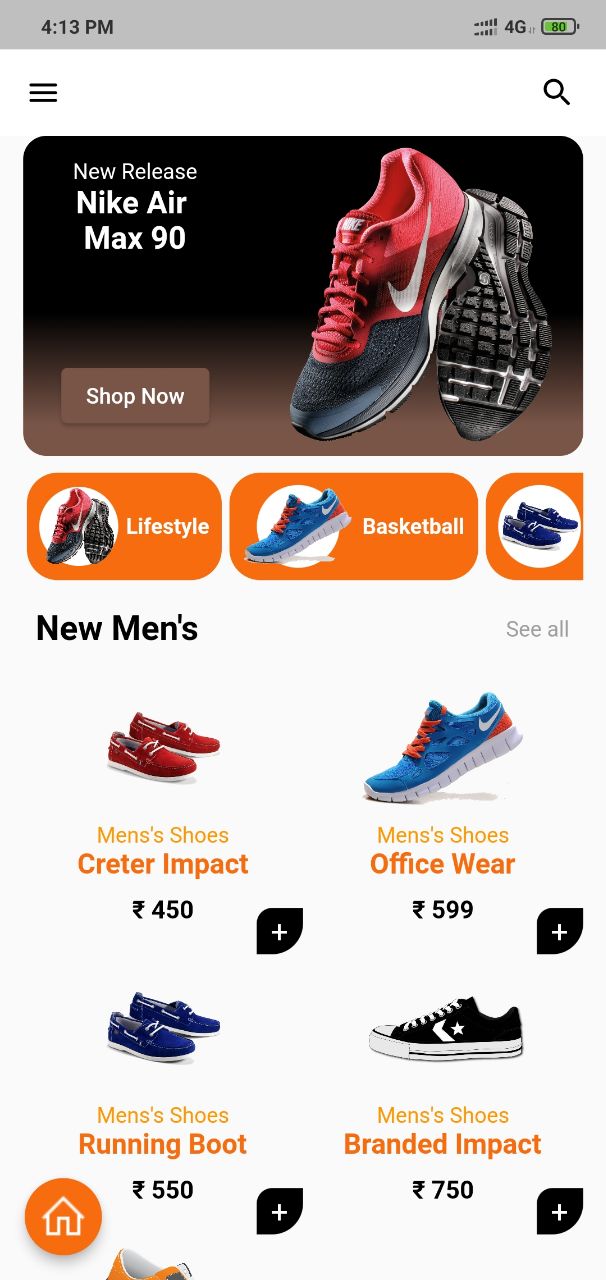 4:13 PM
4G
80
New Release
Nike Air
Max 90
NIKE
Shop Now
Lifestyle
Basketball
New Men's
See all
Mens's Shoes
Creter Impact
₹ 450
+
Mens's Shoes
Office Wear
₹ 599
+
Mens's Shoes
Running Boot
₹ 550
+
Mens's Shoes
Branded Impact
₹ 750
+